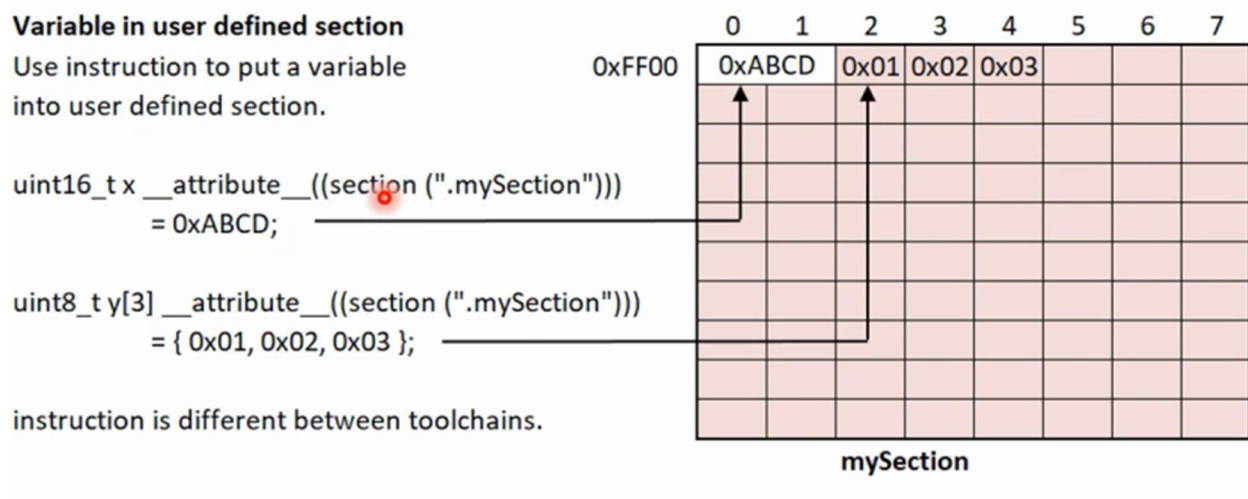 Variable in user defined section
Use instruction to put a variable
into user defined section.
uint16_t x __attribute__((section (".mySection")))
= 0xABCD;
uint8_t y[3] __attribute__((section (".mySection")))
= { 0x01, 0x02, 0x03 };
instruction is different between toolchains.
0 1 2 3 4 5 6 7
0xFF00 0xABCD 0x01 0x02 0x03
mySection